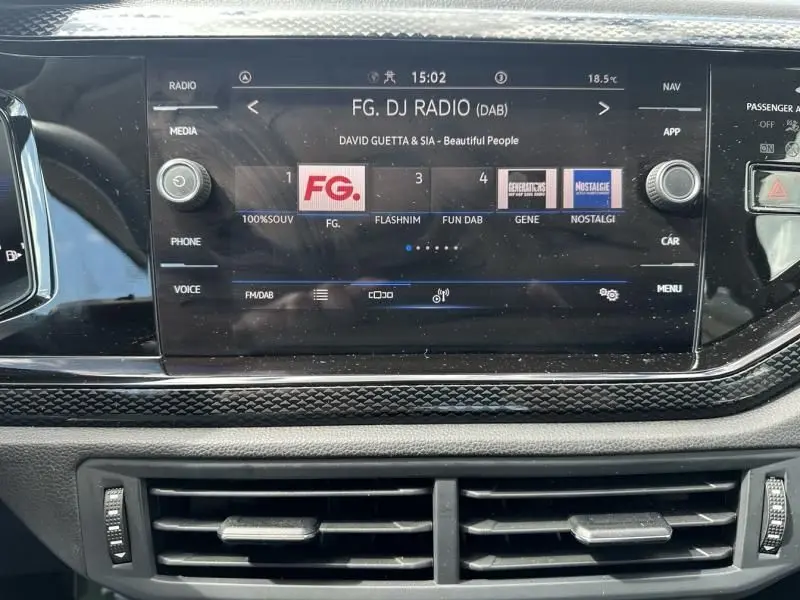 RADIO
MEDIA
PHONE
VOICE
A
15:02
3
18.5°C
< FG. DJ RADIO (DAB) >
DAVID GUETTA & SIA - Beautiful People
1
FG.
3
4
GENERATIONS
NOSTALGIE
100%SOUV
FG.
FLASHNIM
FUN DAB
GENE
NOSTALGI
FM/DAB
NAV
APP
CAR
MENU
PASSENGER A
OFF